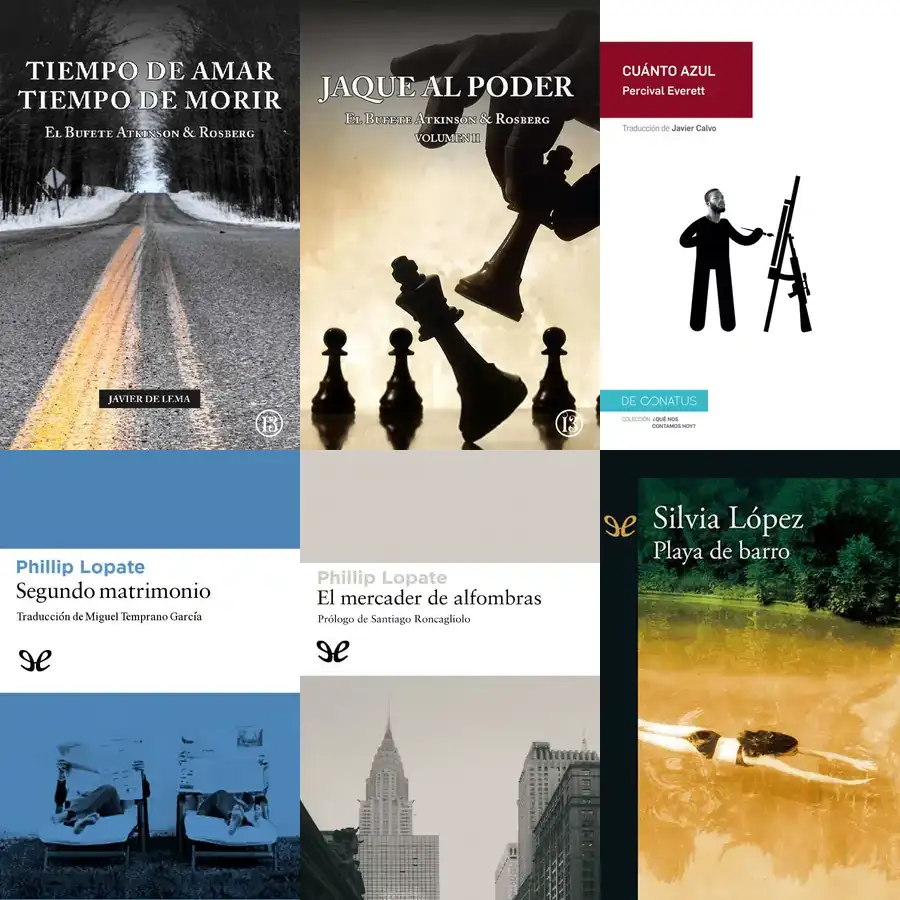 TIEMPO DE AMAR
TIEMPO DE MORIR
EL BUFETE ATKINSON & ROSBERG
JAVIER DE LEMA
13
JAQUE AL PODER
EL BUFETE ATKINSON & ROSBERG
VOLUMEN II
13
CUÁNTO AZUL
Percival Everett
Traducción de Javier Calvo
DE CONATUS
COLECCIÓN ¿QUÉ NOS
CONTAMOS HOY?
Phillip Lopate
Segundo matrimonio
Traducción de Miguel Temprano García
Phillip Lopate
El mercader de alfombras
Prólogo de Santiago Roncagliolo
Silvia López
Playa de barro